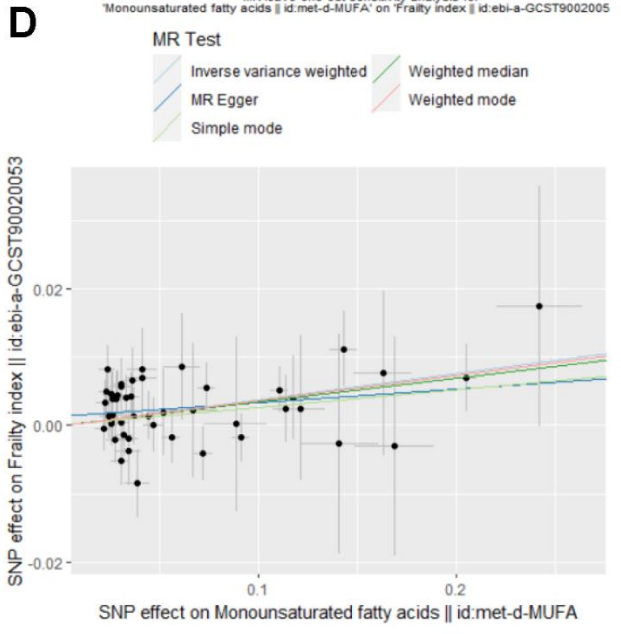 D
'Monounsaturated fatty acids || id:met-d-MUFA' on 'Frailty index || id:ebi-a-GCST9002005
MR Test
Inverse variance weighted
Weighted median
MR Egger
Weighted mode
Simple mode
SNP effect on Frailty index || id:ebi-a-GCST90020053
0.02
0.00
-0.02
0.1
0.2
SNP effect on Monounsaturated fatty acids || id:met-d-MUFA